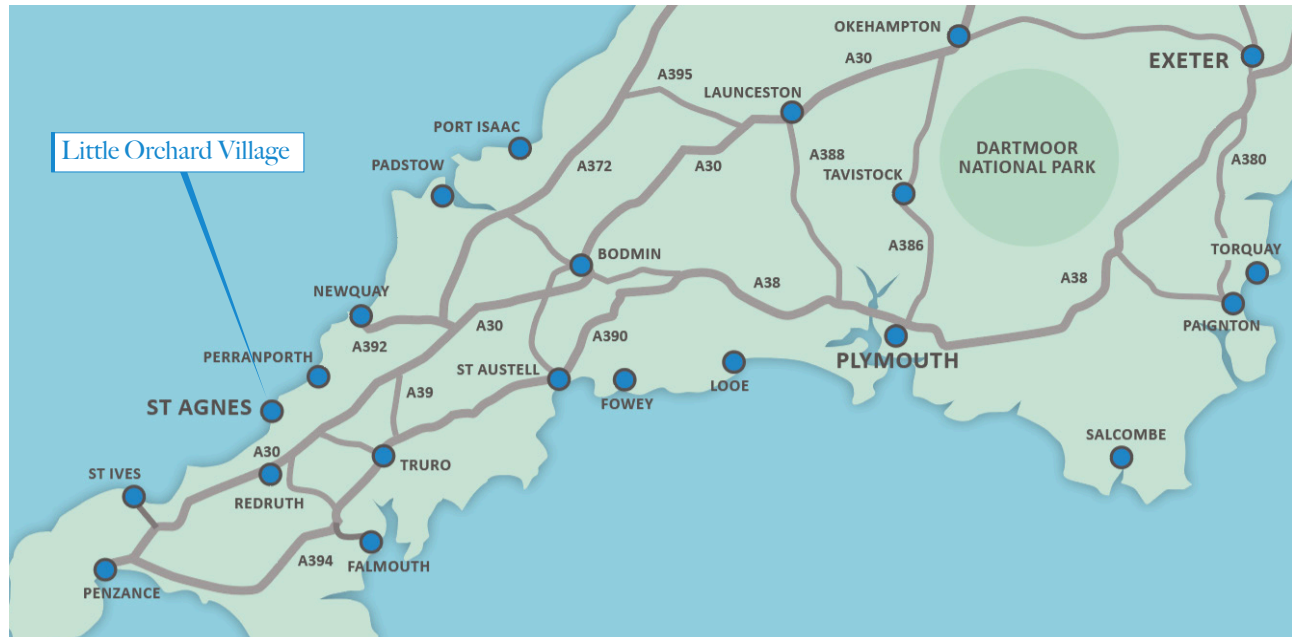 OKEHAMPTON
A30
EXETER
A395
LAUNCESTON
PORT ISAAC
Little Orchard Village
PADSTOW
A372
A30
A388
TAVISTOCK
DARTMOOR
NATIONAL PARK
A380
A386
TORQUAY
BODMIN
A38
A38
NEWQUAY
A392
A30
A390
PAIGNTON
PERRANPORTH
ST AUSTELL
PLYMOUTH
LOOE
FOWEY
A39
ST AGNES
SALCOMBE
A30
TRURO
ST IVES
REDRUTH
A394
FALMOUTH
PENZANCE